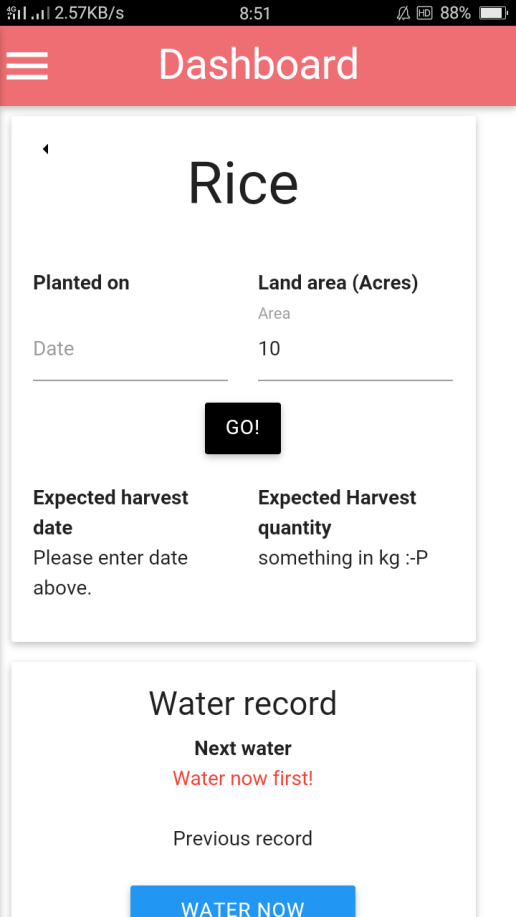 4G 2.57KB/s 8:51 HD 88%
Dashboard
Rice
Planted on
Land area (Acres)
Area
Date
10
GO!
Expected harvest
date
Please enter date
above.
Expected Harvest
quantity
something in kg :-P
Water record
Next water
Water now first!
Previous record
WATER NOW